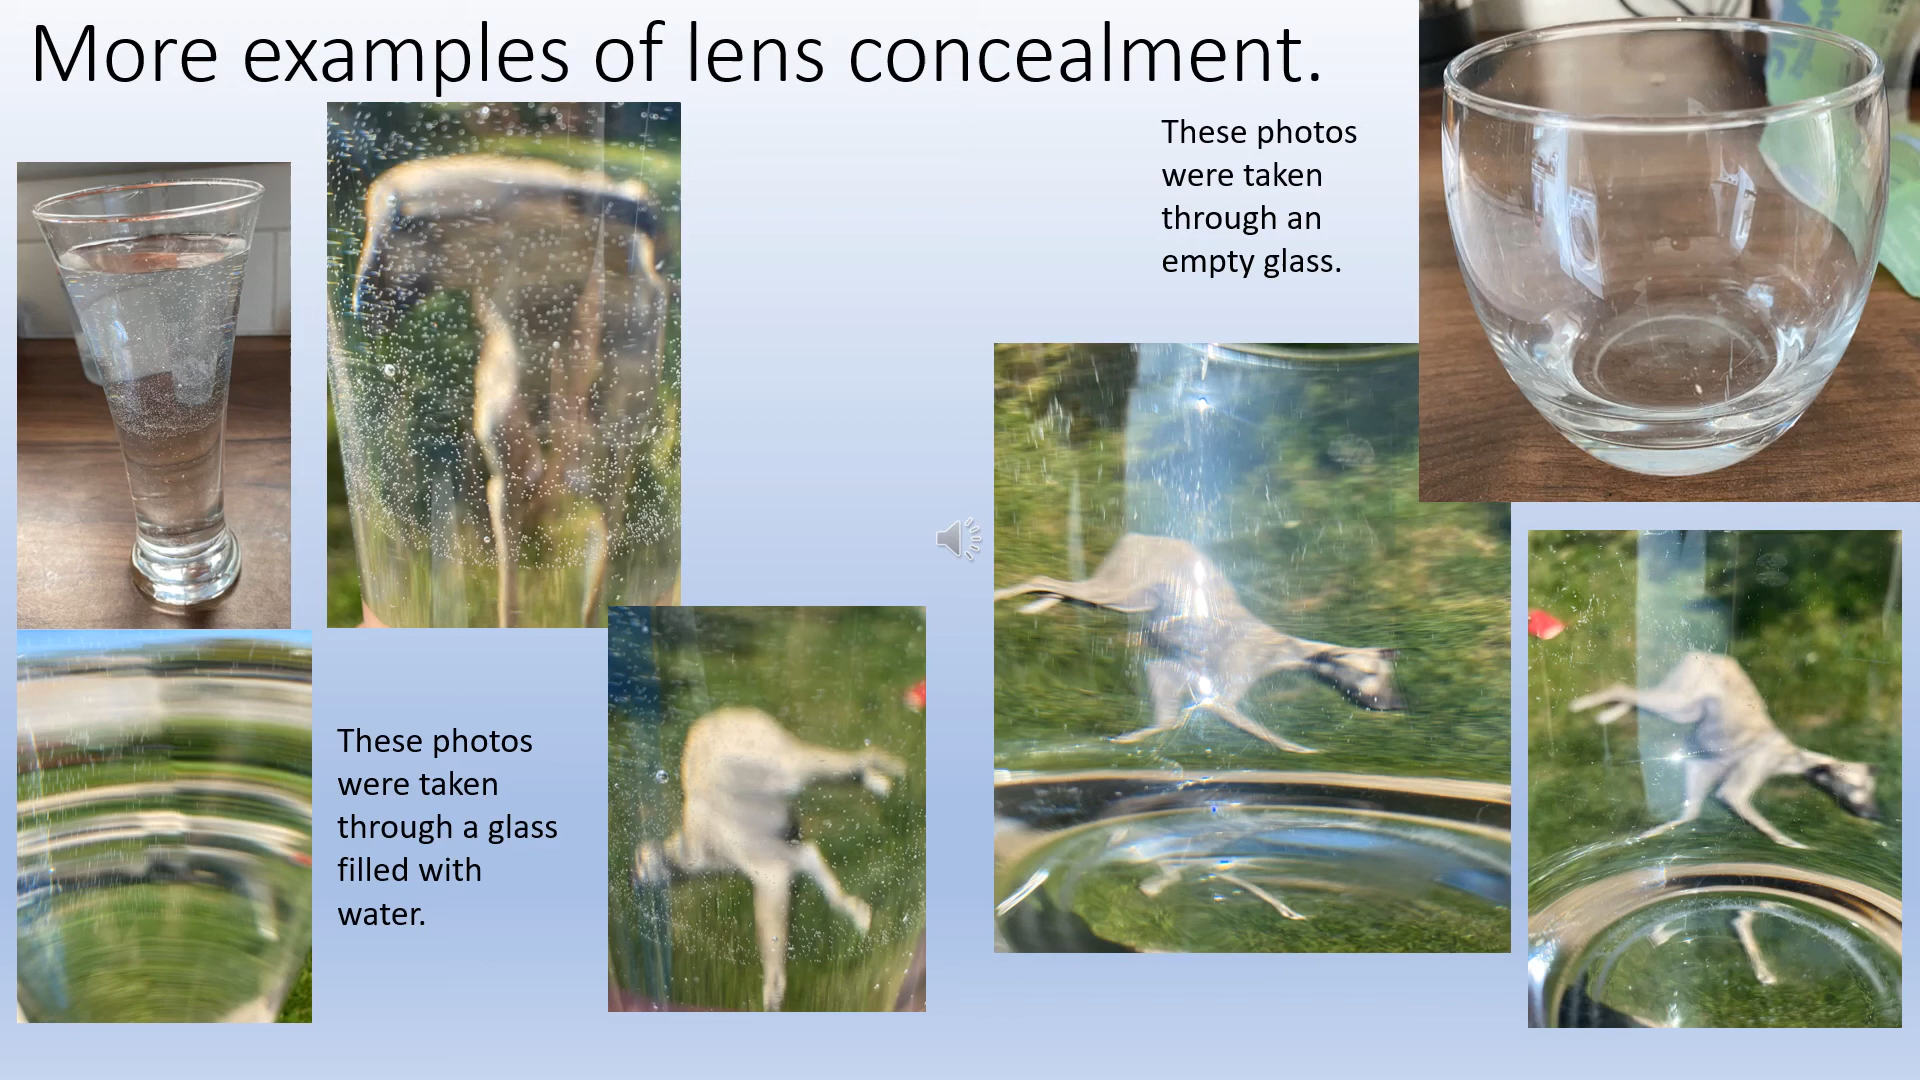 More examples of lens concealment.
These photos
were taken
through an
empty glass.
These photos
were taken
through a glass
filled with
water.